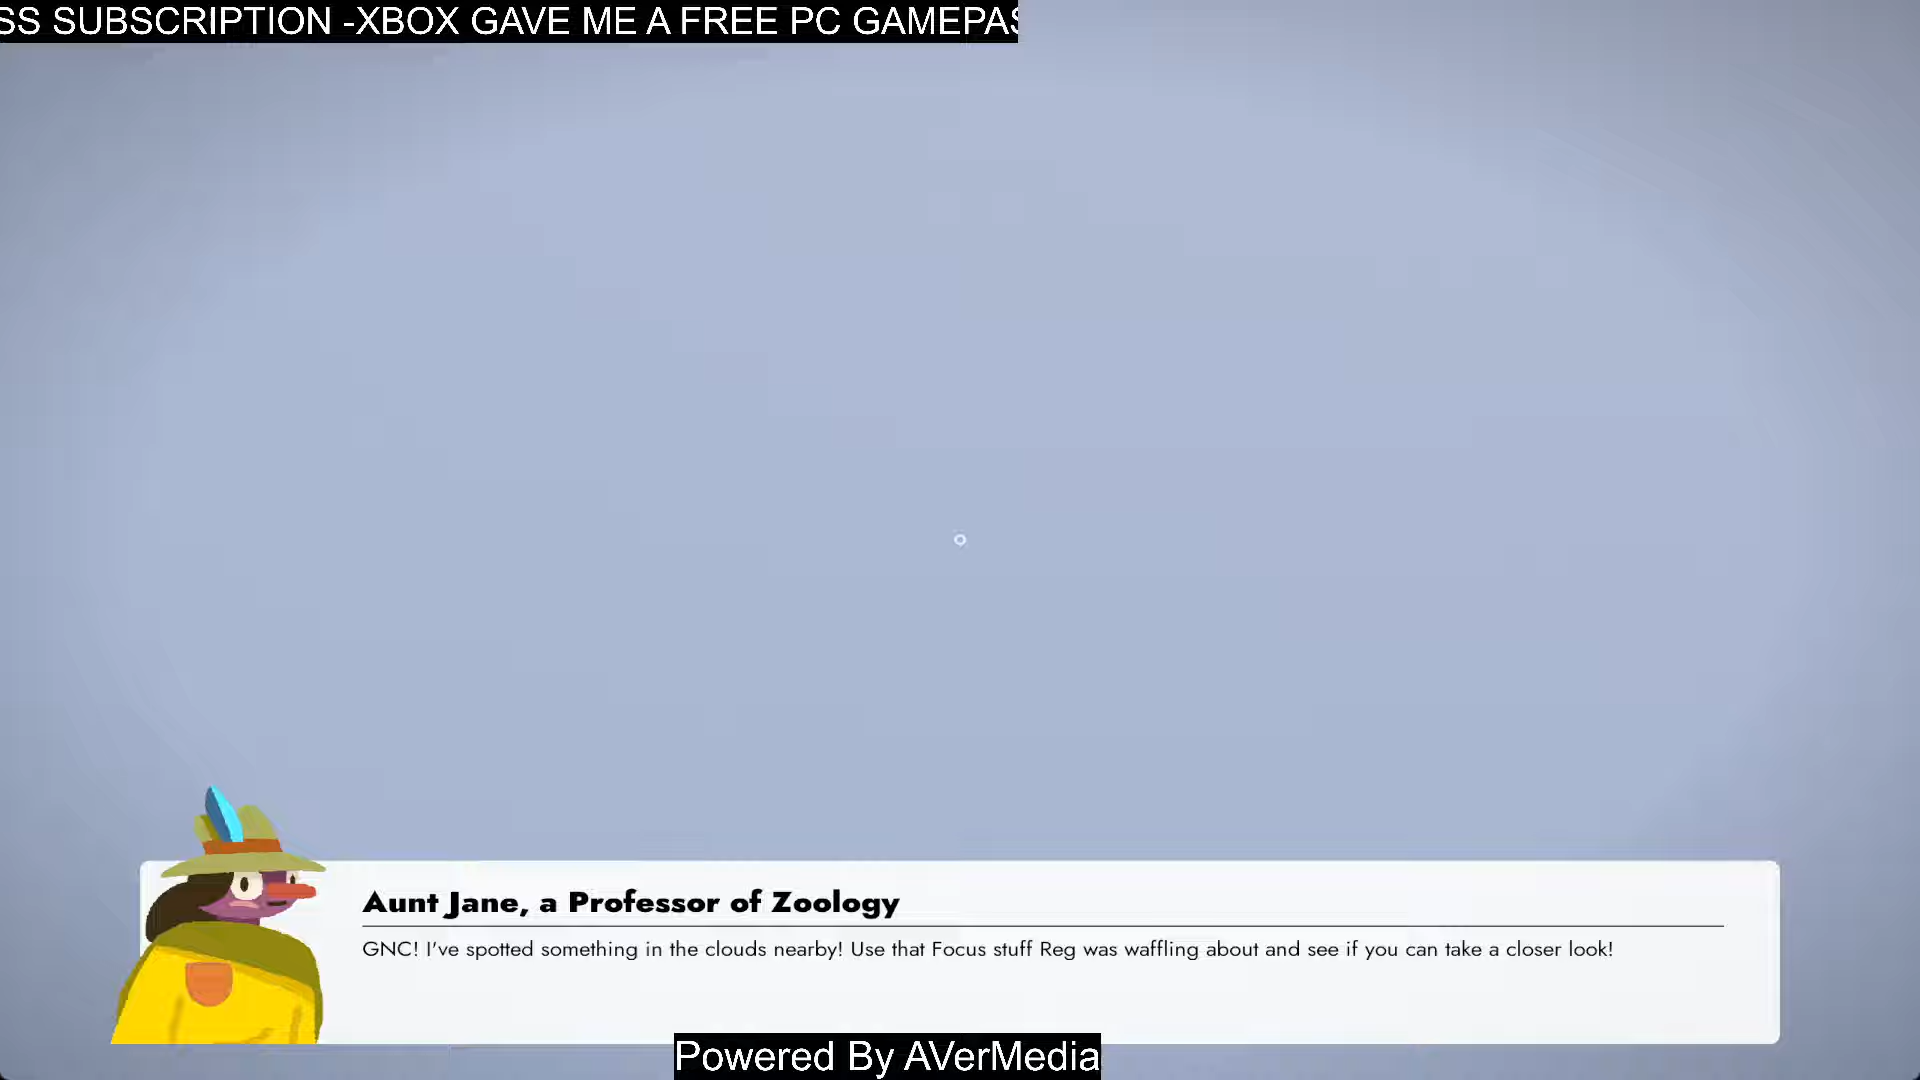 SS SUBSCRIPTION -XBOX GAVE ME A FREE PC GAMEPAS
Aunt Jane, a Professor of Zoology
GNC! I've spotted something in the clouds nearby! Use that Focus stuff Reg was waffling about and see if you can take a closer look!
Powered By AVerMedia